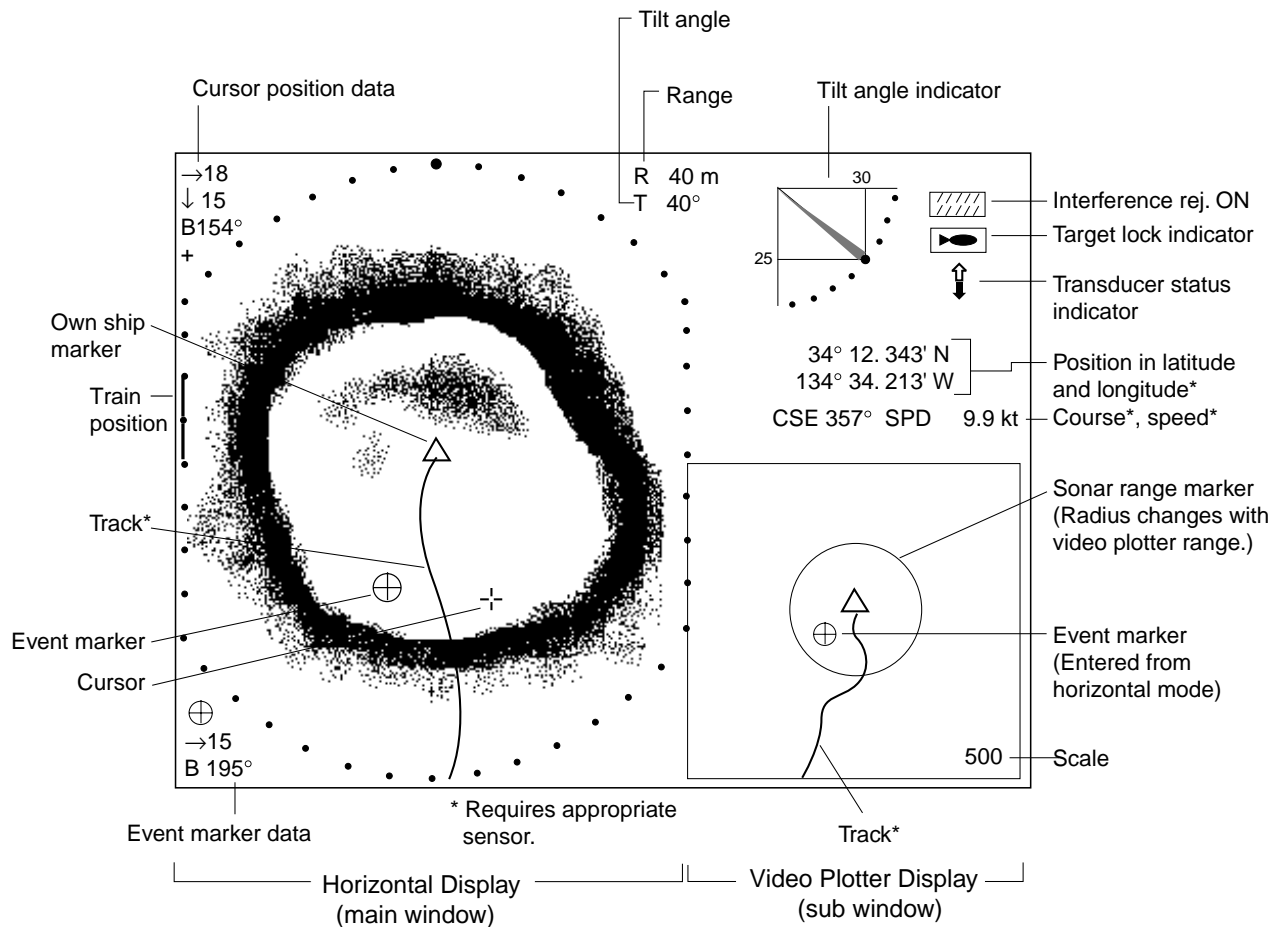 Tilt angle
Cursor position data
Range
Tilt angle indicator
→18
↓ 15
B154°
R 40 m
T 40°
30
25
Interference rej. ON
Target lock indicator
Transducer status
indicator
Own ship
marker
Train
position
34° 12. 343' N
134° 34. 213' W
Position in latitude
and longitude*
CSE 357° SPD 9.9 kt
Course*, speed*
Track*
Sonar range marker
(Radius changes with
video plotter range.)
Event marker
Cursor
Event marker
(Entered from
horizontal mode)
→15
B 195°
500
Scale
Event marker data
* Requires appropriate
sensor.
Track*
Horizontal Display
(main window)
Video Plotter Display
(sub window)